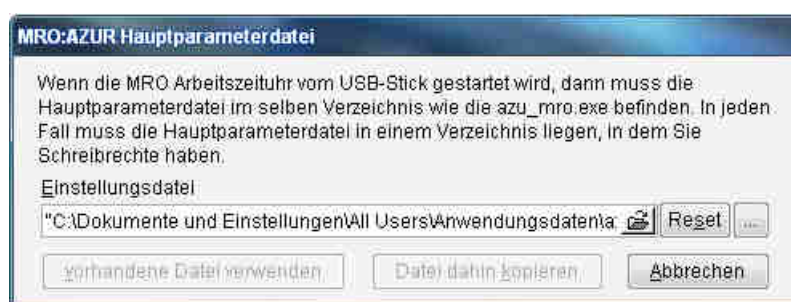 MRO:AZUR Hauptparameterdatei
Wenn die MRO Arbeitszeituhr vom USB-Stick gestartet wird, dann muss die
Hauptparameterdatei im selben Verzeichnis wie die azu_mro.exe befinden. In jeden
Fall muss die Hauptparameterdatei in einem Verzeichnis liegen, in dem Sie
Schreibrechte haben.
Einstellungsdatei
"C:\Dokumente und Einstellungen\All Users\Anwendungsdaten\a: Reset ...
vorhandene Datei verwenden Datei dahin kopieren Abbrechen